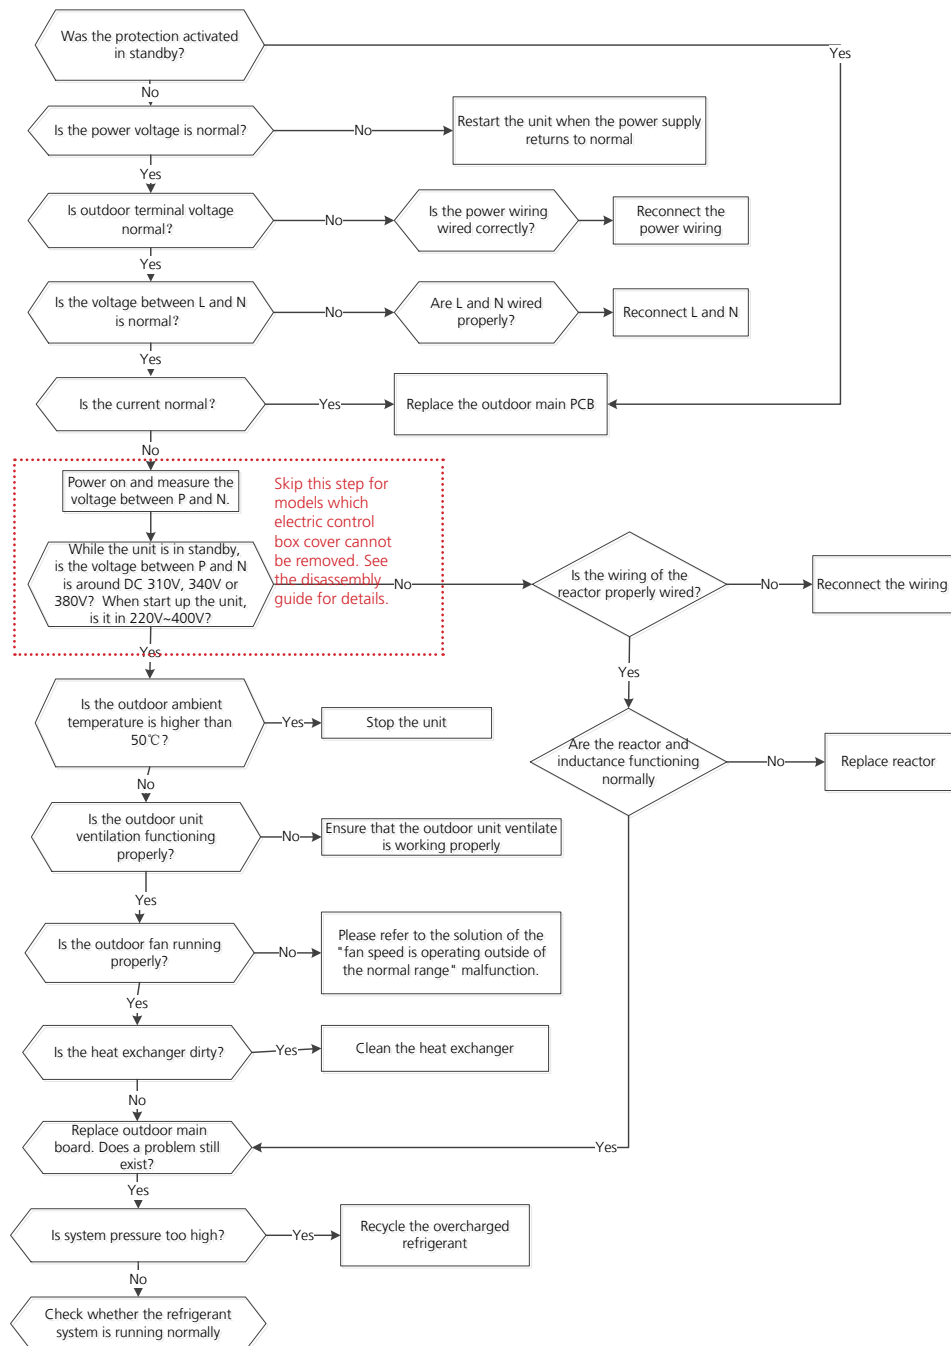 Was the protection activated
in standby?
Yes
No
Is the power voltage is normal?
No
Restart the unit when the power supply
returns to normal
Yes
Is outdoor terminal voltage
normal?
No
Is the power wiring
wired correctly?
Reconnect the
power wiring
Yes
Is the voltage between L and N
is normal?
No
Are L and N wired
properly?
Reconnect L and N
Yes
Is the current normal?
Yes
Replace the outdoor main PCB
No
Power on and measure the
voltage between P and N.
Skip this step for
models which
electric control
box cover cannot
be removed. See
the disassembly
guide for details.
While the unit is in standby,
is the voltage between P and N
is around DC 310V, 340V or
380V? When start up the unit,
is it in 220V~400V?
No
Is the wiring of the
reactor properly wired?
No
Reconnect the wiring
Yes
Yes
Is the outdoor ambient
temperature is higher than
50℃?
Yes
Stop the unit
Are the reactor and
inductance functioning
normally
No
Replace reactor
No
Is the outdoor unit
ventilation functioning
properly?
No
Ensure that the outdoor unit ventilate
is working properly
Yes
Is the outdoor fan running
properly?
No
Please refer to the solution of the
"fan speed is operating outside of
the normal range" malfunction.
Yes
Is the heat exchanger dirty?
Yes
Clean the heat exchanger
No
Replace outdoor main
board. Does a problem still
exist?
Yes
Yes
Is system pressure too high?
Yes
Recycle the overcharged
refrigerant
No
Check whether the refrigerant
system is running normally